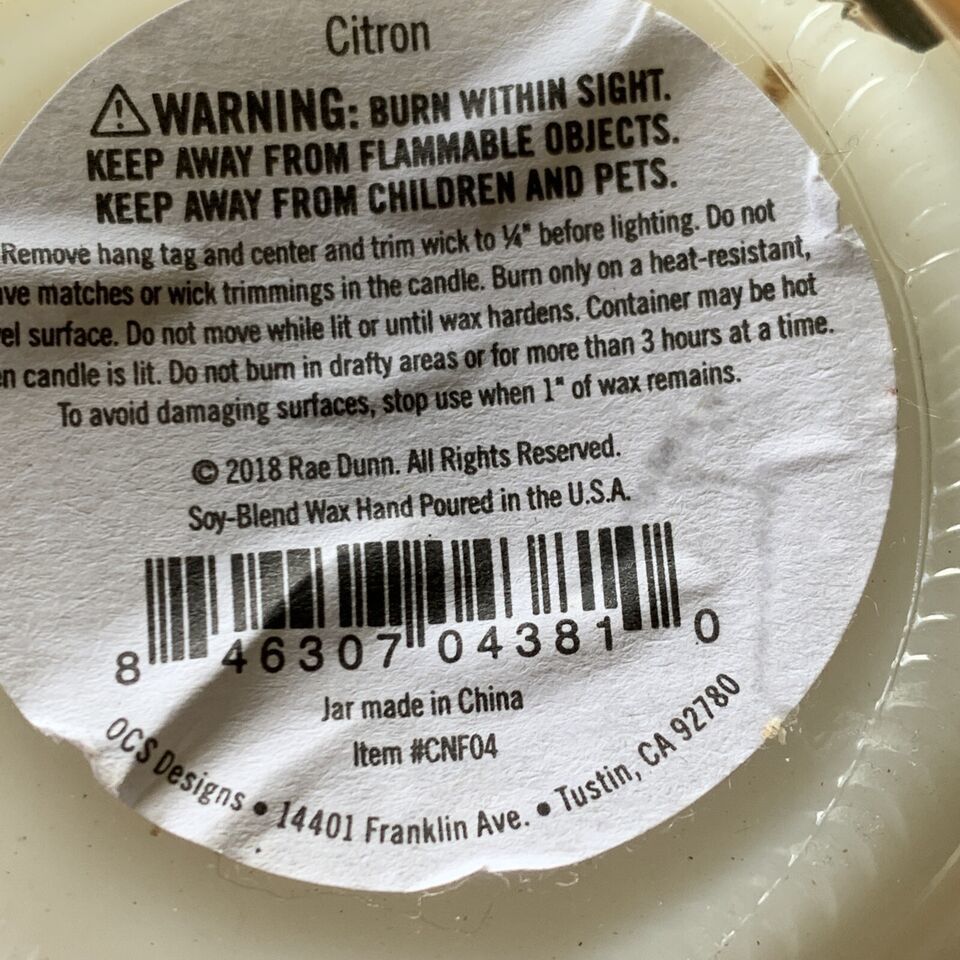 Citron
⚠WARNING: BURN WITHIN SIGHT.
KEEP AWAY FROM FLAMMABLE OBJECTS.
KEEP AWAY FROM CHILDREN AND PETS.
Remove hang tag and center and trim wick to ¼" before lighting. Do not
ve matches or wick trimmings in the candle. Burn only on a heat-resistant,
el surface. Do not move while lit or until wax hardens. Container may be hot
n candle is lit. Do not burn in drafty areas or for more than 3 hours at a time.
To avoid damaging surfaces, stop use when 1" of wax remains.
© 2018 Rae Dunn. All Rights Reserved.
Soy-Blend Wax Hand Poured in the U.S.A.
8 46307 04381 0
Jar made in China
Item #CNF04
OCS Designs • 14401 Franklin Ave. • Tustin, CA 92780